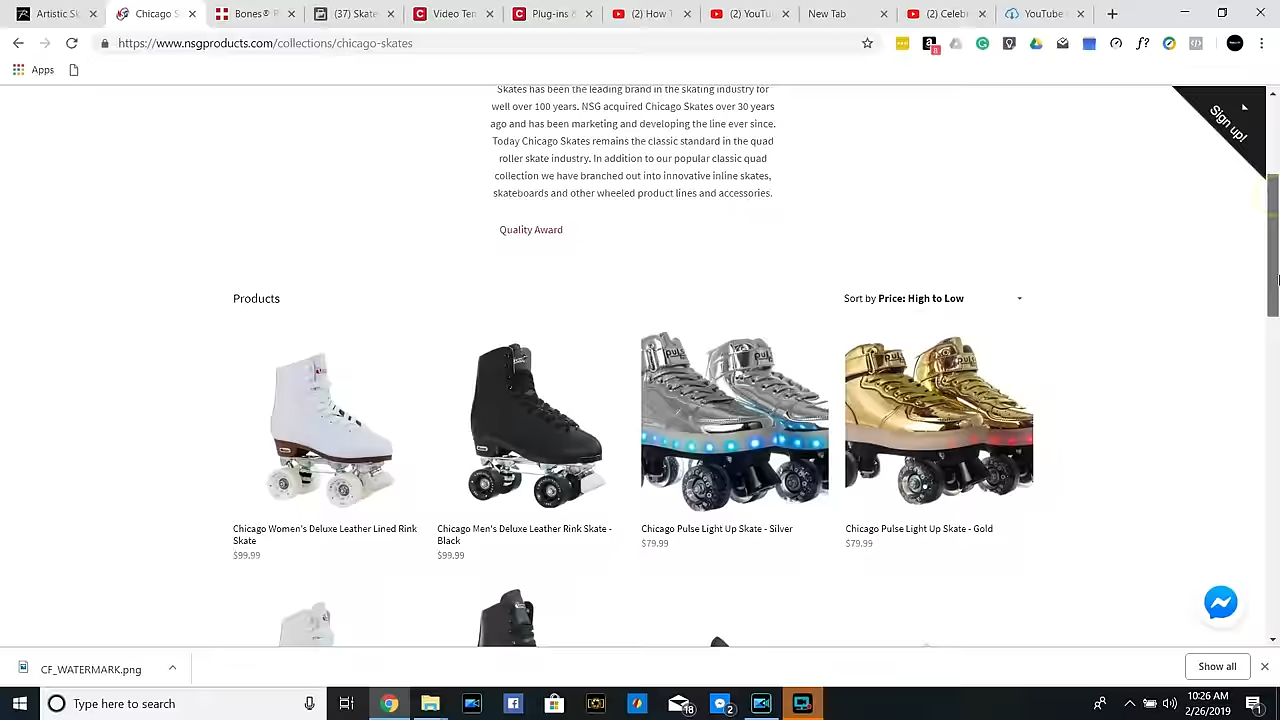 Artistic Sk
Chicago S
Bones® P
(37) Skate
Video Ten
Plug-ins &
(2) How T
(2) YouTu
New Tab
(2) Celebr
YouTube v
https://www.nsgproducts.com/collections/chicago-skates
Apps
Sign up!
Skates has been the leading brand in the skating industry for
well over 100 years. NSG acquired Chicago Skates over 30 years
ago and has been marketing and developing the line ever since.
Today Chicago Skates remains the classic standard in the quad
roller skate industry. In addition to our popular classic quad
collection we have branched out into innovative inline skates,
skateboards and other wheeled product lines and accessories.
Quality Award
Products
Sort by Price: High to Low
Chicago Women's Deluxe Leather Lined Rink
Skate
$99.99
Chicago Men's Deluxe Leather Rink Skate -
Black
$99.99
Chicago Pulse Light Up Skate - Silver
$79.99
Chicago Pulse Light Up Skate - Gold
$79.99
CF_WATERMARK.png
Show all
Type here to search
18
2
10:26 AM
2/26/2019
1